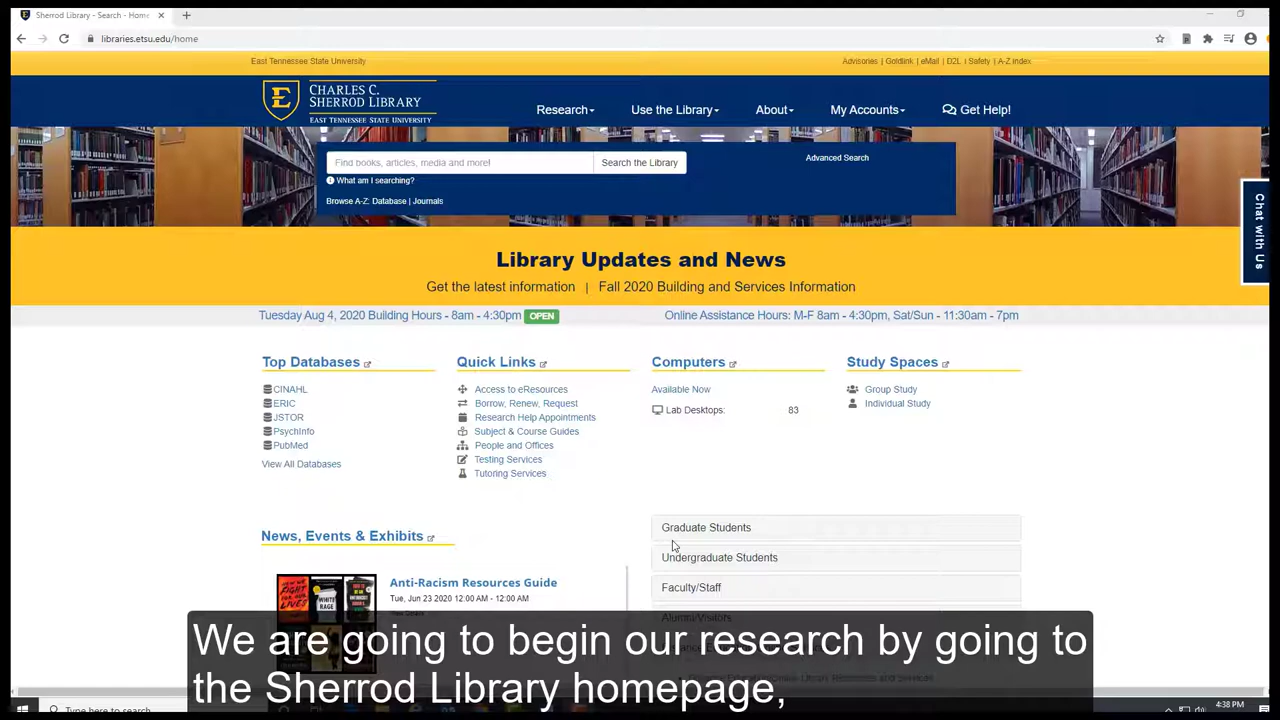 Sherrod Library - Search - Home
libraries.etsu.edu/home
East Tennessee State University
Advisories | Goldlink | eMail | D2L | Safety | A-Z index
CHARLES C.
SHERROD LIBRARY
EAST TENNESSEE STATE UNIVERSITY
Research
Use the Library
About
My Accounts
Get Help!
Find books, articles, media and more!
Search the Library
Advanced Search
What am I searching?
Browse A-Z: Database | Journals
Chat with Us
Library Updates and News
Get the latest information | Fall 2020 Building and Services Information
Tuesday Aug 4, 2020 Building Hours - 8am - 4:30pm OPEN
Online Assistance Hours: M-F 8am - 4:30pm, Sat/Sun - 11:30am - 7pm
Top Databases
CINAHL
ERIC
JSTOR
PsychInfo
PubMed
View All Databases
Quick Links
Access to eResources
Borrow, Renew, Request
Research Help Appointments
Subject & Course Guides
People and Offices
Testing Services
Tutoring Services
Computers
Available Now
Lab Desktops: 83
Study Spaces
Group Study
Individual Study
News, Events & Exhibits
Anti-Racism Resources Guide
Tue, Jun 23 2020 12:00 AM - 12:00 AM
WHITE
RAGE
Graduate Students
Undergraduate Students
Faculty/Staff
Alumni/Visitors
We are going to begin our research by going to
the Sherrod Library homepage,
Type here to search
4:38 PM